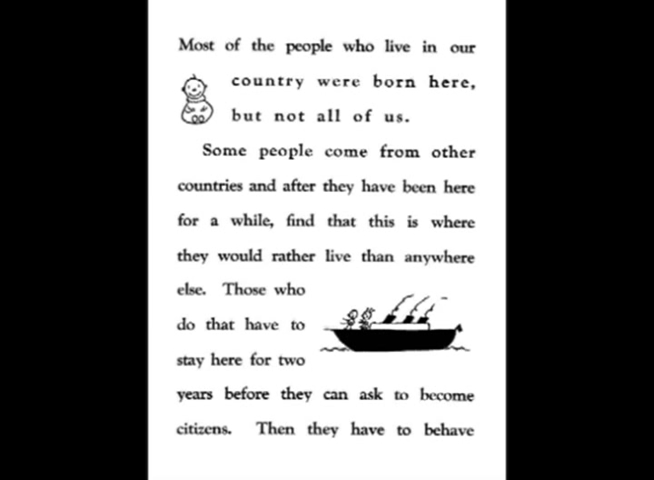 Most of the people who live in our
country were born here,
but not all of us.
Some people come from other
countries and after they have been here
for a while, find that this is where
they would rather live than anywhere
else. Those who
do that have to
stay here for two
years before they can ask to become
citizens. Then they have to behave